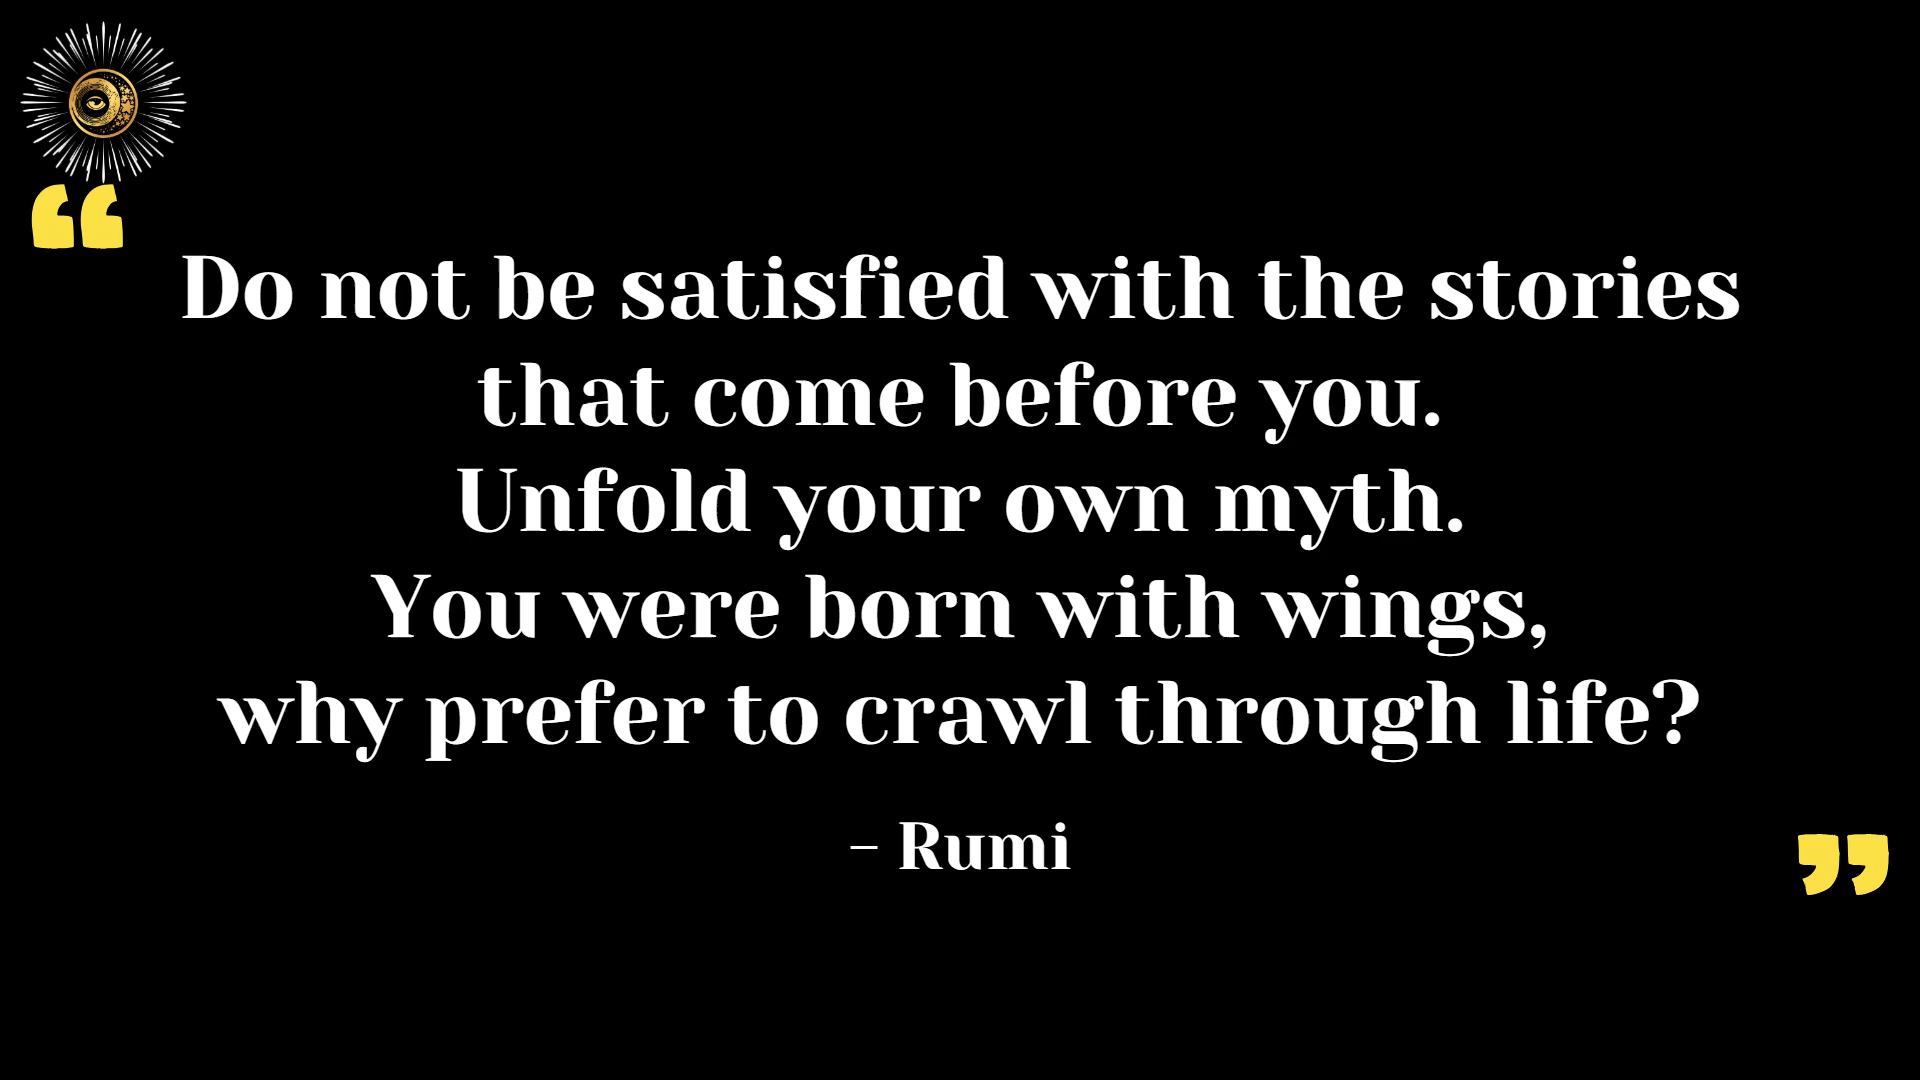 “
Do not be satisfied with the stories
that come before you.
Unfold your own myth.
You were born with wings,
why prefer to crawl through life?
– Rumi
”